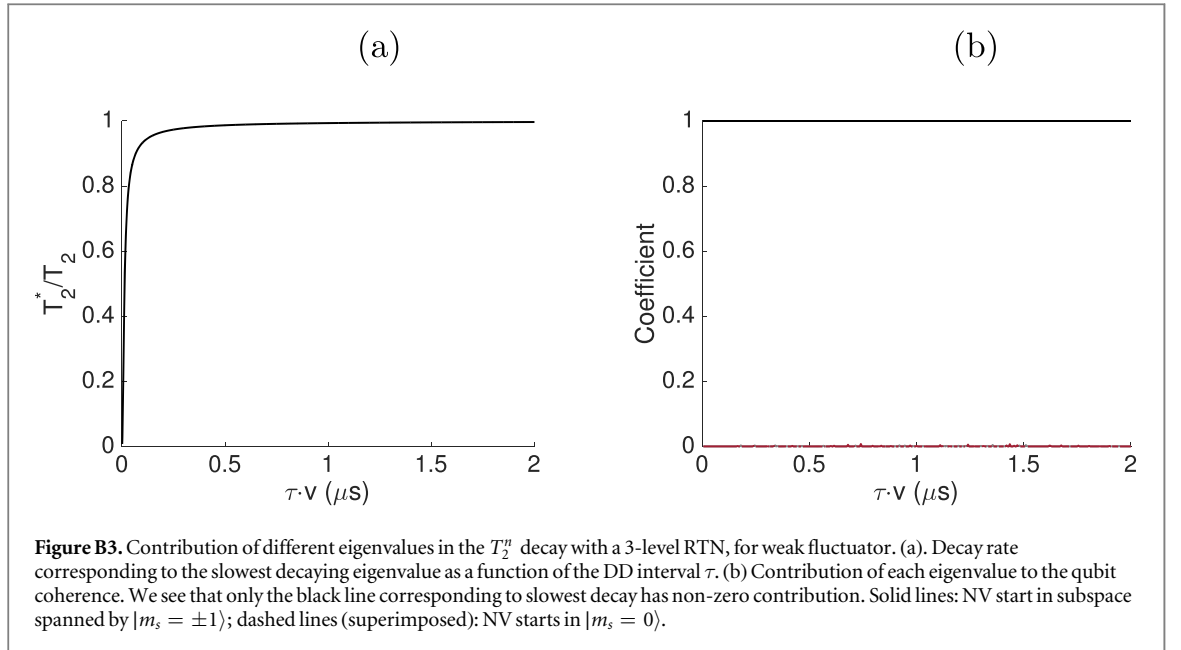 (a)
(b)
1
0.8
0.6
0.4
0.2
0
T₂*/T₂
0
0.5
1
1.5
2
τ·v (μs)
1
0.8
0.6
0.4
0.2
0
Coefficient
0
0.5
1
1.5
2
τ·v (μs)
Figure B3. Contribution of different eigenvalues in the T₂ⁿ decay with a 3-level RTN, for weak fluctuator. (a). Decay rate
corresponding to the slowest decaying eigenvalue as a function of the DD interval τ. (b) Contribution of each eigenvalue to the qubit
coherence. We see that only the black line corresponding to slowest decay has non-zero contribution. Solid lines: NV start in subspace
spanned by |mₛ = ±1⟩; dashed lines (superimposed): NV starts in |mₛ = 0⟩.